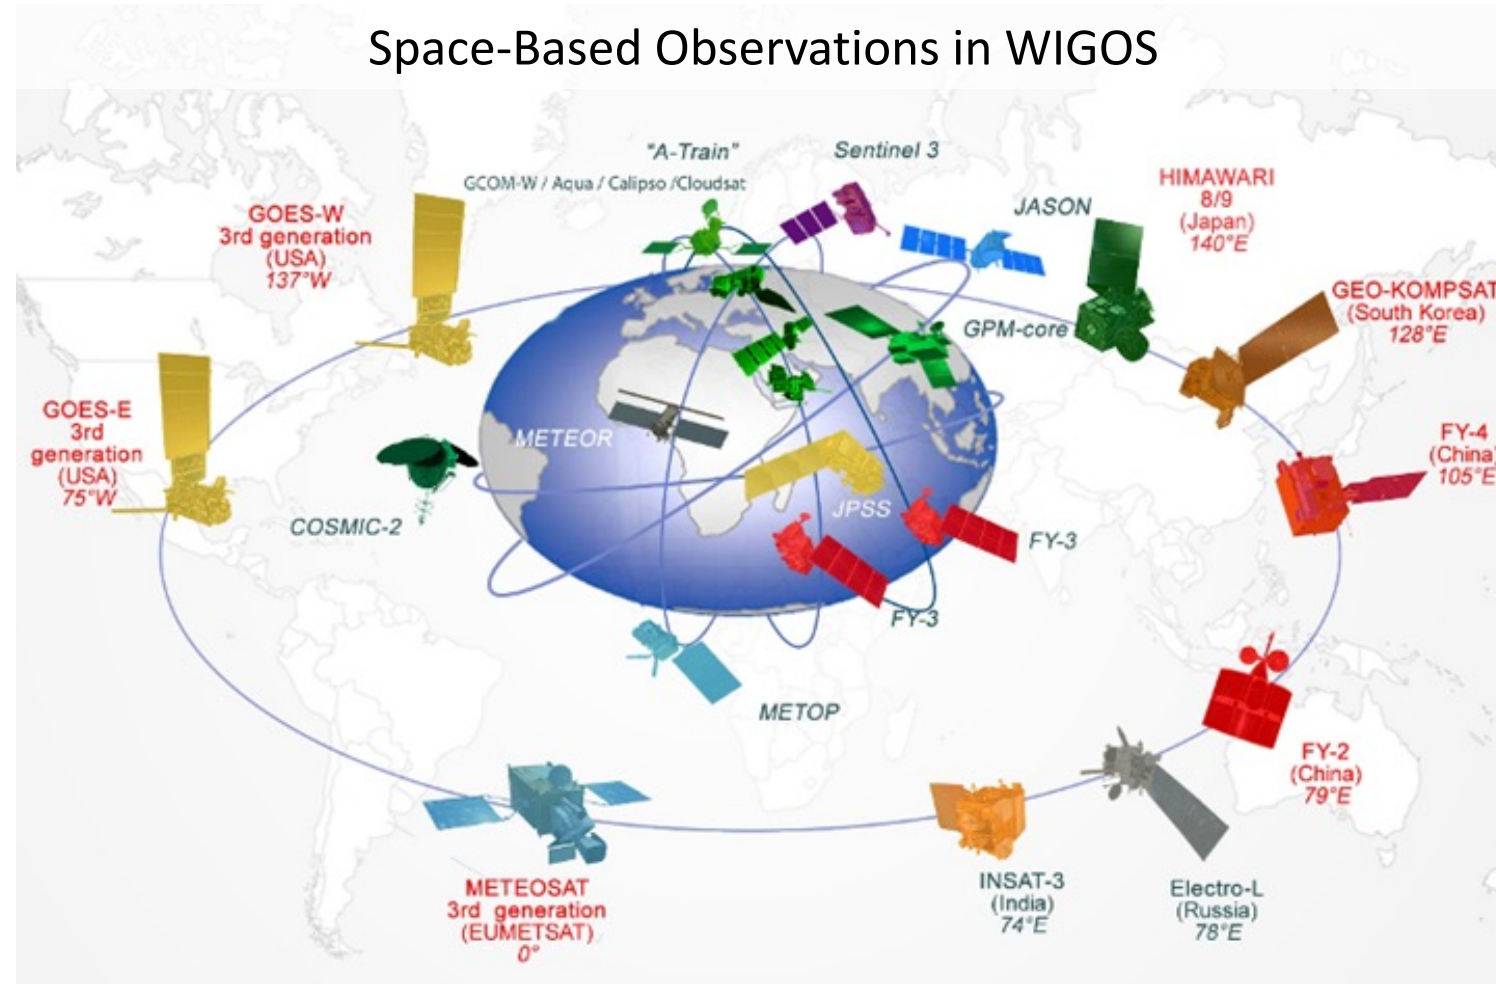 Space-Based Observations in WIGOS
"A-Train"
GCOM-W / Aqua / Calipso /Cloudsat
Sentinel 3
JASON
HIMAWARI
8/9
(Japan)
140°E
GOES-W
3rd generation
(USA)
137°W
GEO-KOMPSAT
(South Korea)
128°E
GPM-core
GOES-E
3rd
generation
(USA)
75°W
FY-4
(China)
105°E
METEOR
COSMIC-2
JPSS
FY-3
FY-3
METOP
FY-2
(China)
79°E
METEOSAT
3rd generation
(EUMETSAT)
0°
INSAT-3
(India)
74°E
Electro-L
(Russia)
78°E